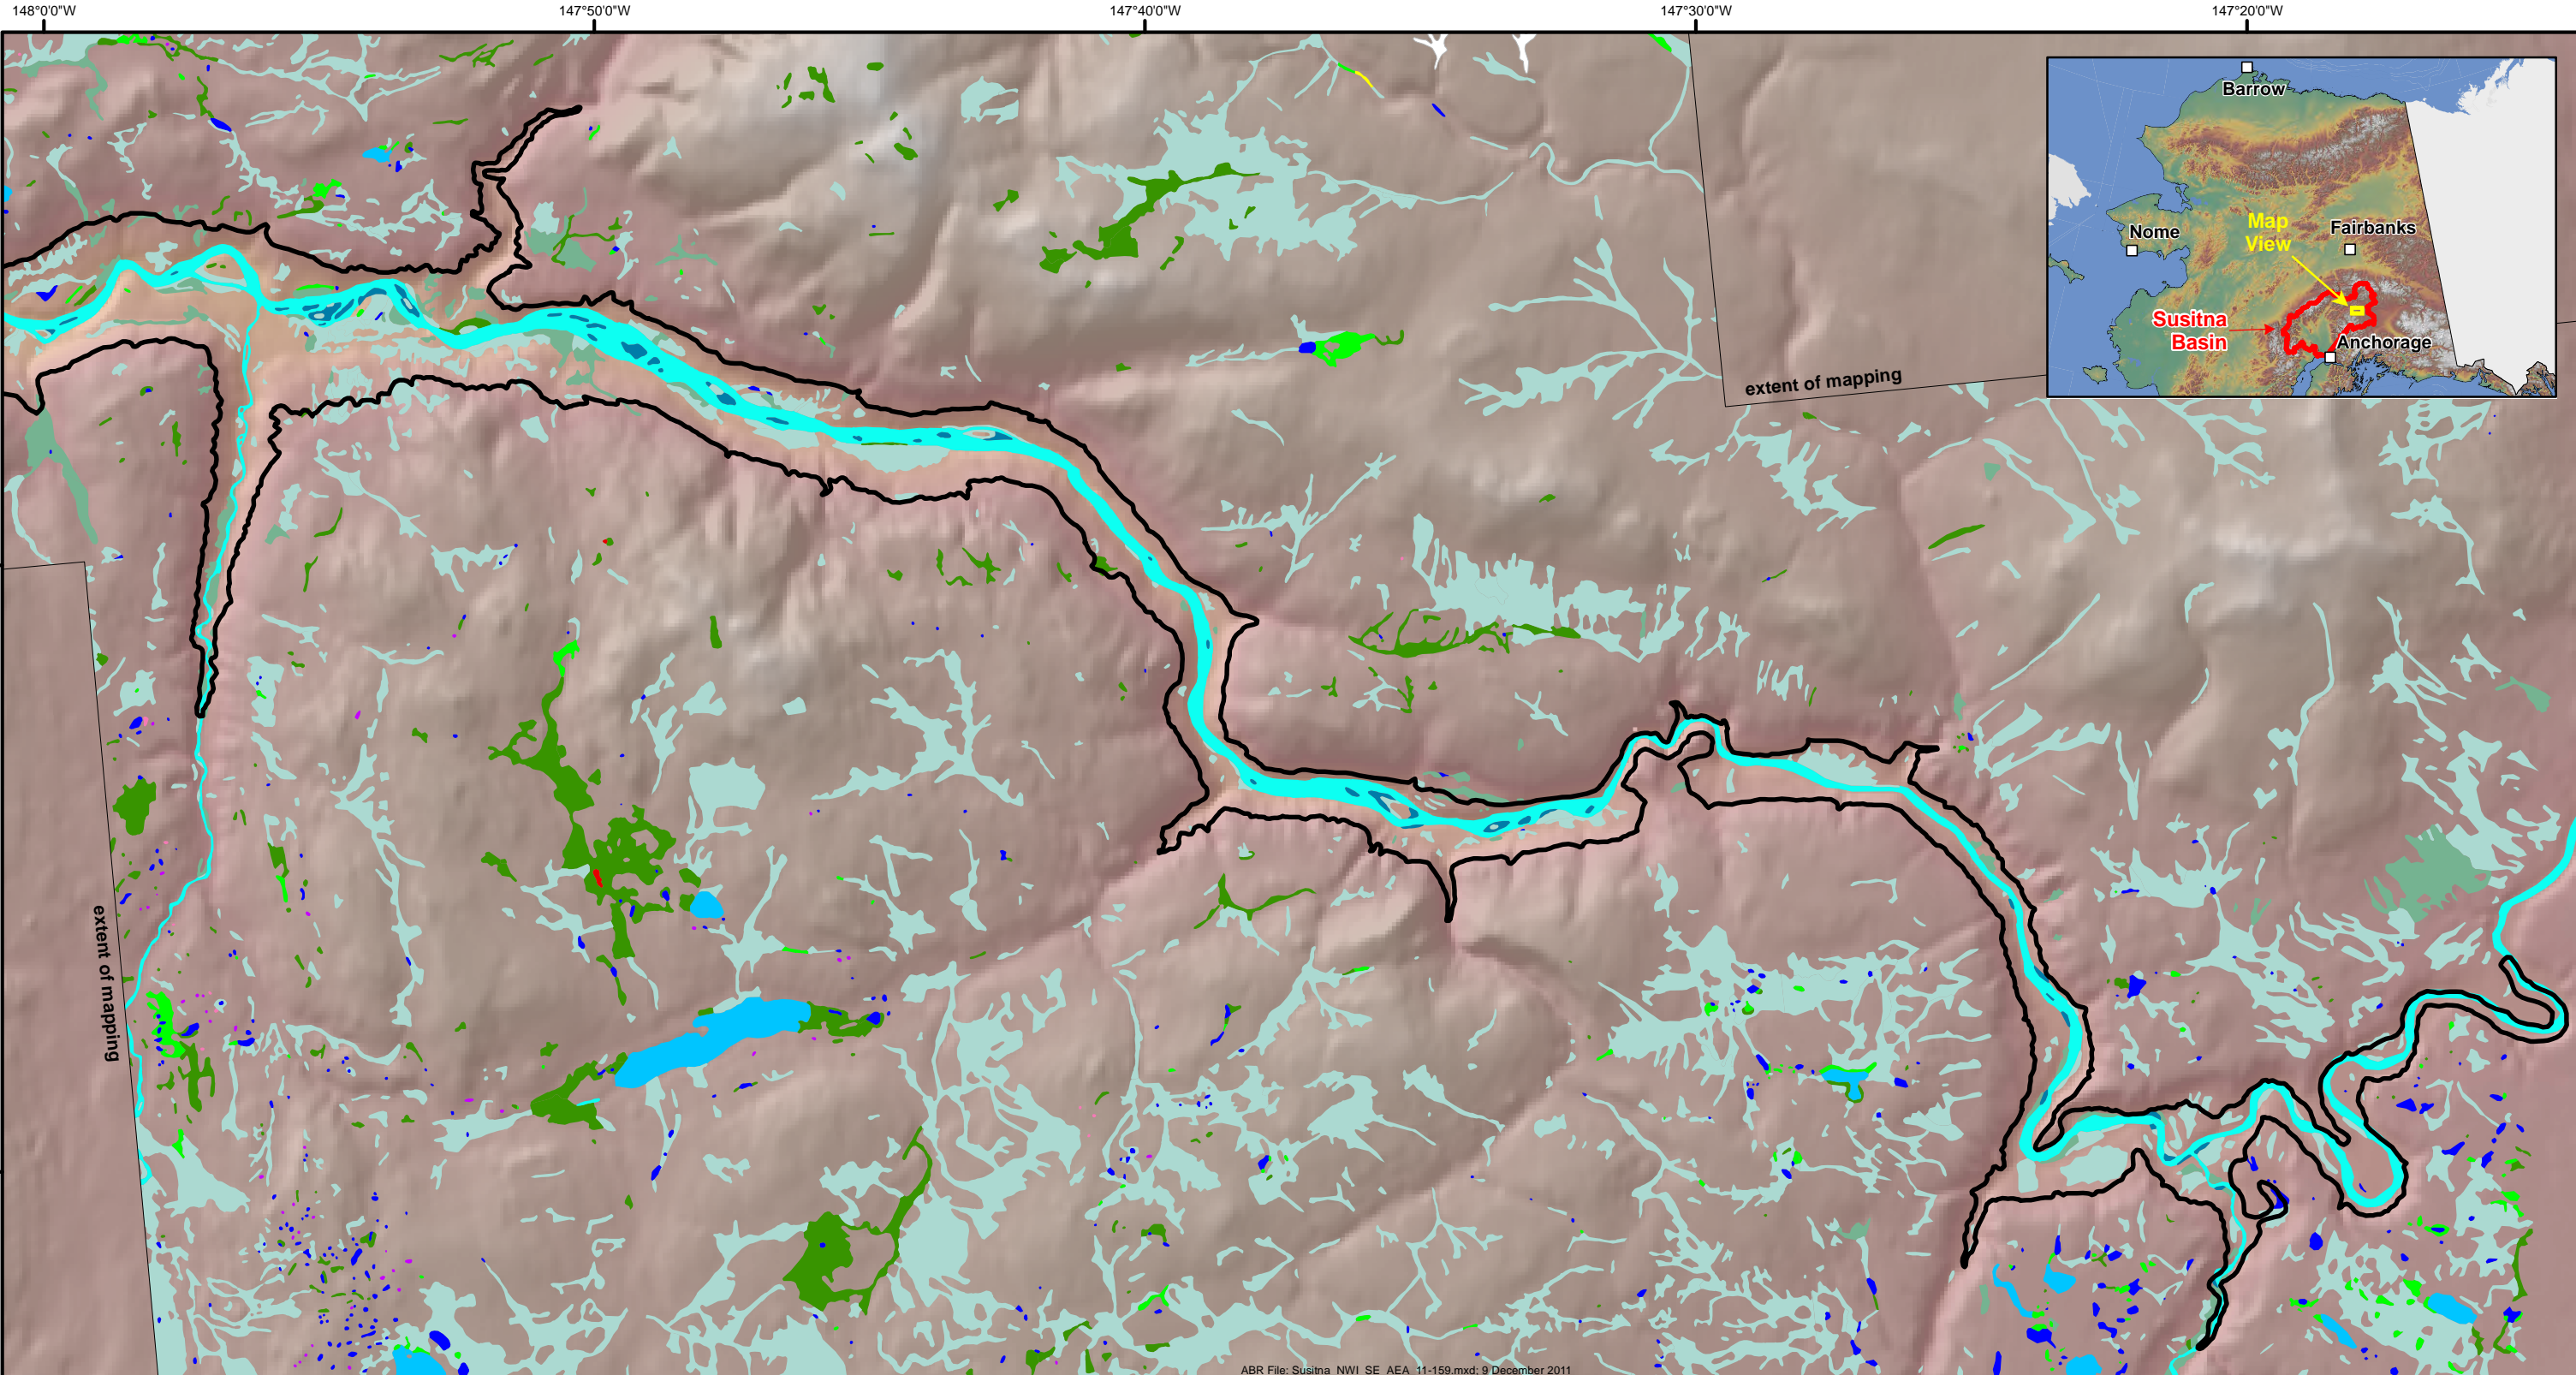 148°0'0"W 147°50'0"W 147°40'0"W 147°30'0"W 147°20'0"W
Barrow
Nome
Map
View
Fairbanks
Susitna
Basin
Anchorage
extent of mapping
extent of mapping
ABR File: Susitna_NWI_SE_AEA_11-159.mxd; 9 December 2011